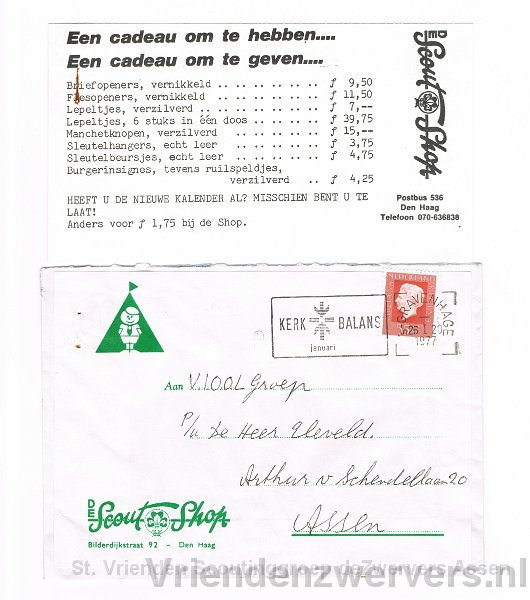 Een cadeau om te hebben....
Een cadeau om te geven....
Briefopeners, vernikkeld .. .. .. .. .. .. ƒ 9,50
Flesopeners, vernikkeld .. .. .. .. .. .. ƒ 11,50
Lepeltjes, verzilverd .. .. .. .. .. .. .. ƒ 7,--
Lepeltjes, 6 stuks in één doos .. .. .. .. ƒ 39,75
Manchetknopen, verzilverd .. .. .. .. .. ƒ 15,--
Sleutelhangers, echt leer .. .. .. .. .. ƒ 3,75
Sleutelbeursjes, echt leer .. .. .. .. .. ƒ 4,75
Burgerinsignes, tevens ruilspeldjes,
verzilverd .. ƒ 4,25
HEEFT U DE NIEUWE KALENDER AL? MISSCHIEN BENT U TE
LAAT!
Anders voor ƒ 1,75 bij de Shop.
DE Scout Shop
Postbus 536
Den Haag
Telefoon 070-636838
NEDERLAND
KERK BALANS
januari
'S GRAVENHAGE
1977
Aan V.I.O.O.L Groep
p/a de Heer Eleveld.
Arthur v Schendellaan 20
Assen
DE Scout Shop
Bilderdijkstraat 92 - Den Haag
St. Vrienden Scoutinggroep deZwervers Assen
Vriendenzwervers.nl